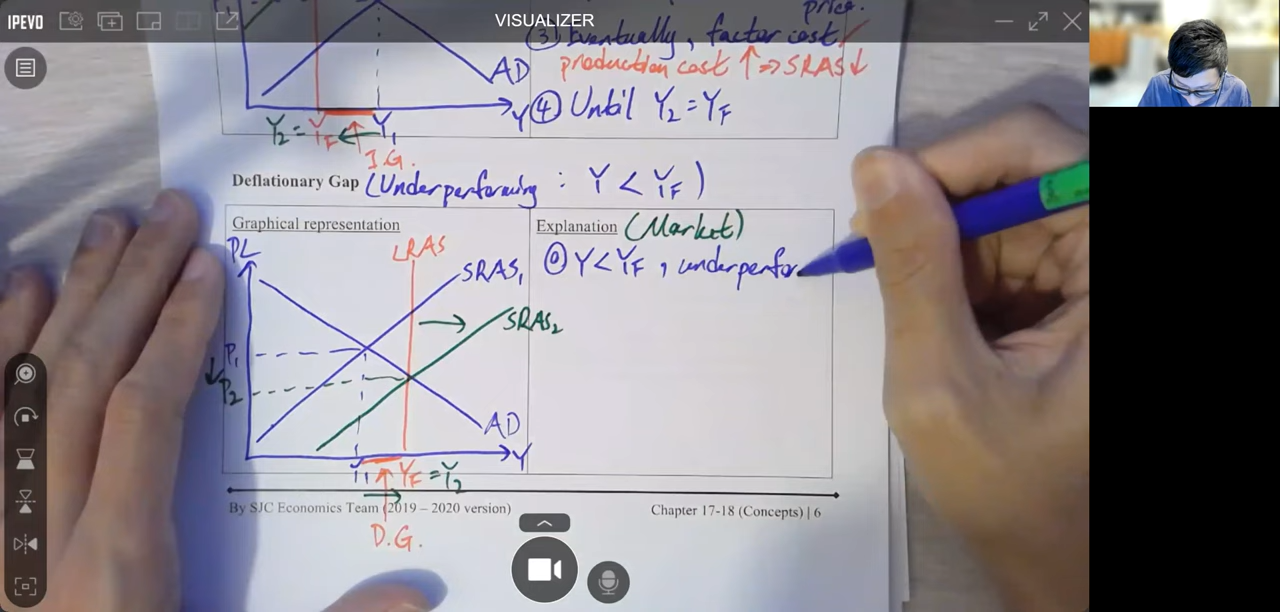 IPEVO
VISUALIZER
price.
③ Eventually, factor cost/
production cost ↑ ⇒ SRAS↓
AD
Y
④ Until Y₂ = YF
Y₂ = YF ← Y₁
I.G.
Deflationary Gap (Underperforming : Y < YF)
Graphical representation
Explanation (Market)
PL
LRAS
SRAS₁
⓪ Y < YF, underperfor
SRAS₂
P₁
P₂
AD
Y
Y₁ YF = Y₂
By SJC Economics Team (2019 – 2020 version)
Chapter 17-18 (Concepts) | 6
D.G.